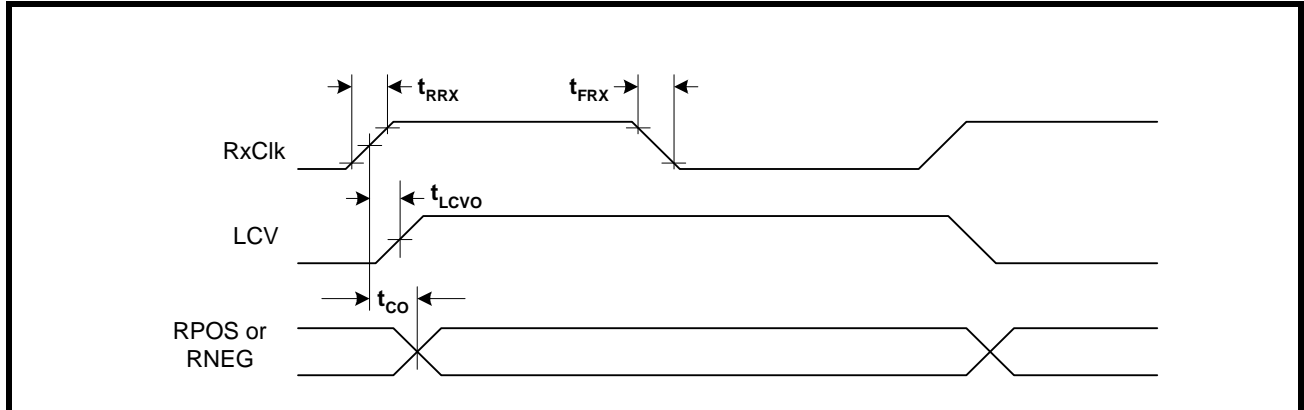 tRRX
tFRX
RxClk
tLCVO
LCV
tCO
RPOS or
RNEG